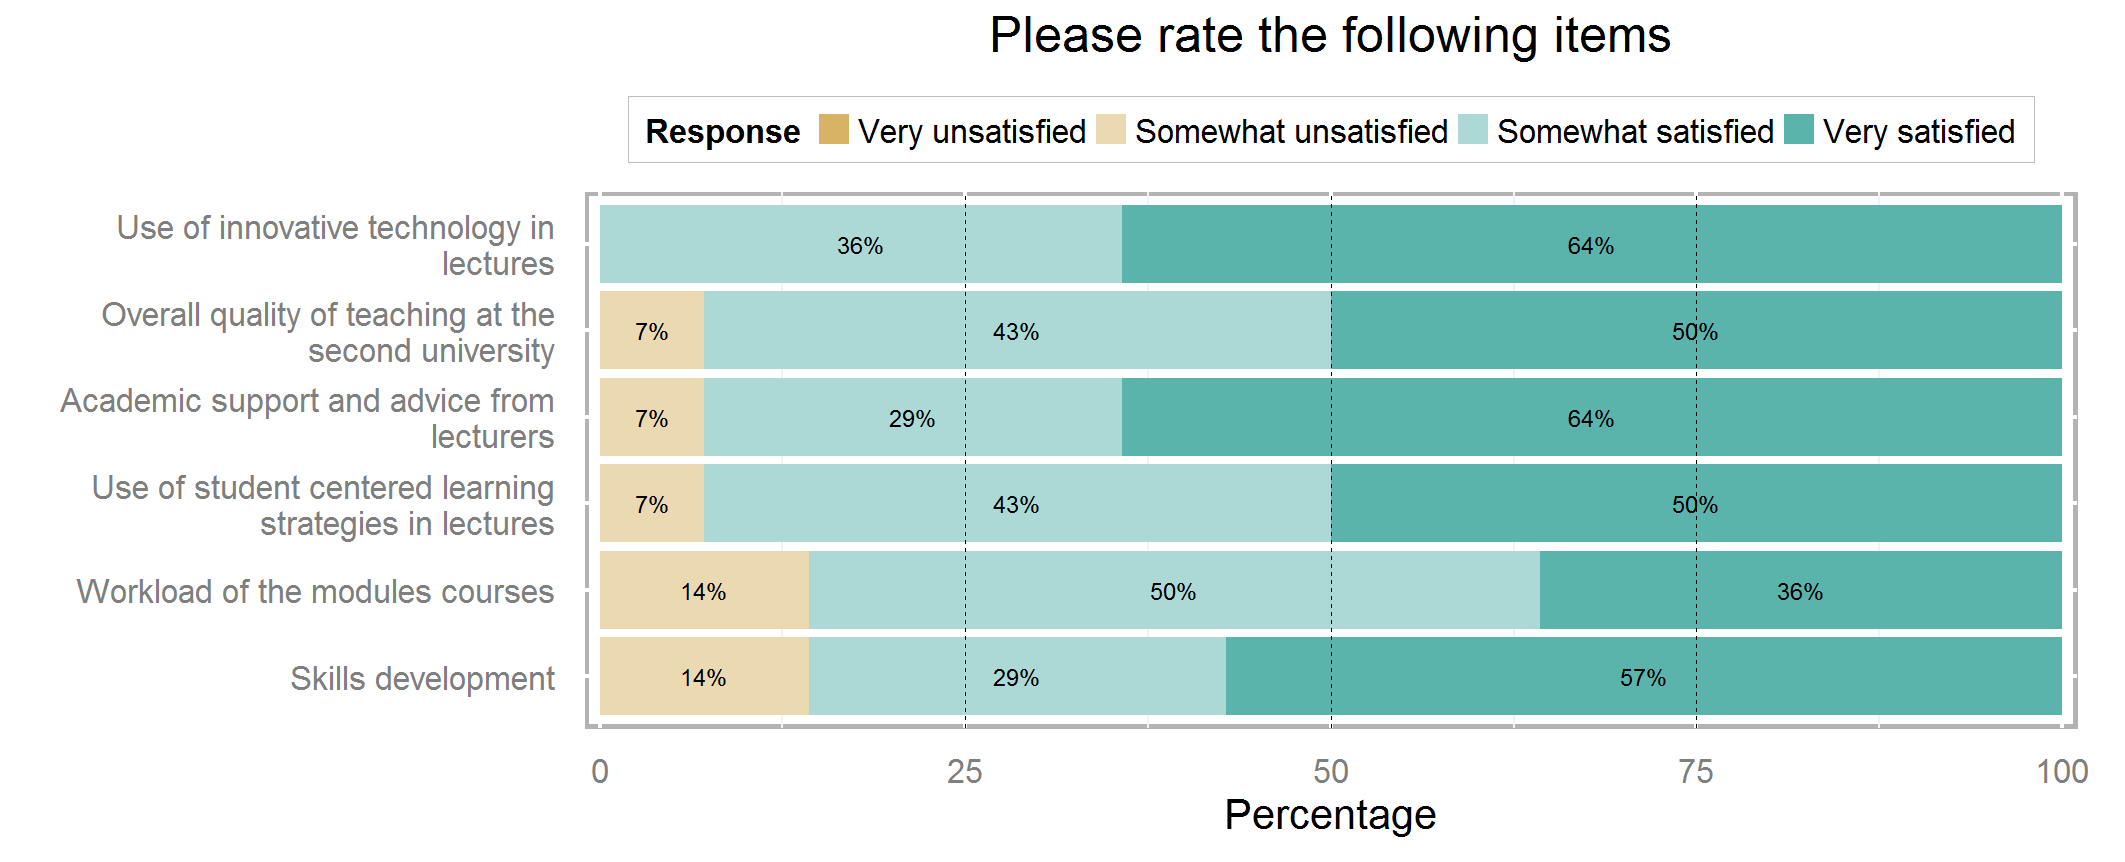 Please rate the following items
Response Very unsatisfied Somewhat unsatisfied Somewhat satisfied Very satisfied
Use of innovative technology in
lectures
36% 64%
Overall quality of teaching at the
second university
7% 43% 50%
Academic support and advice from
lecturers
7% 29% 64%
Use of student centered learning
strategies in lectures
7% 43% 50%
Workload of the modules courses
14% 50% 36%
Skills development
14% 29% 57%
0 25 50 75 100
Percentage